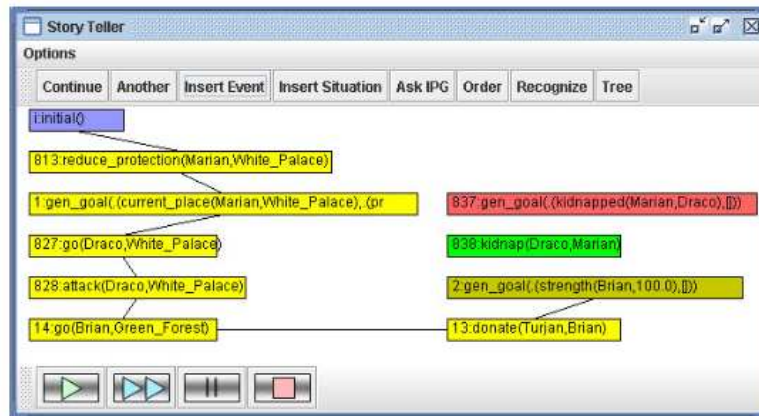 Story Teller
Options
Continue Another Insert Event Insert Situation Ask IPG Order Recognize Tree
i:initial()
813:reduce_protection(Marian,White_Palace)
1:gen_goal(.(current_place(Marian,White_Palace),.(pr
837:gen_goal(.(kidnapped(Marian,Draco),[]))
827:go(Draco,White_Palace)
838:kidnap(Draco,Marian)
828:attack(Draco,White_Palace)
2:gen_goal(.(strength(Brian,100.0),[]))
14:go(Brian,Green_Forest)
13:donate(Turjan,Brian)